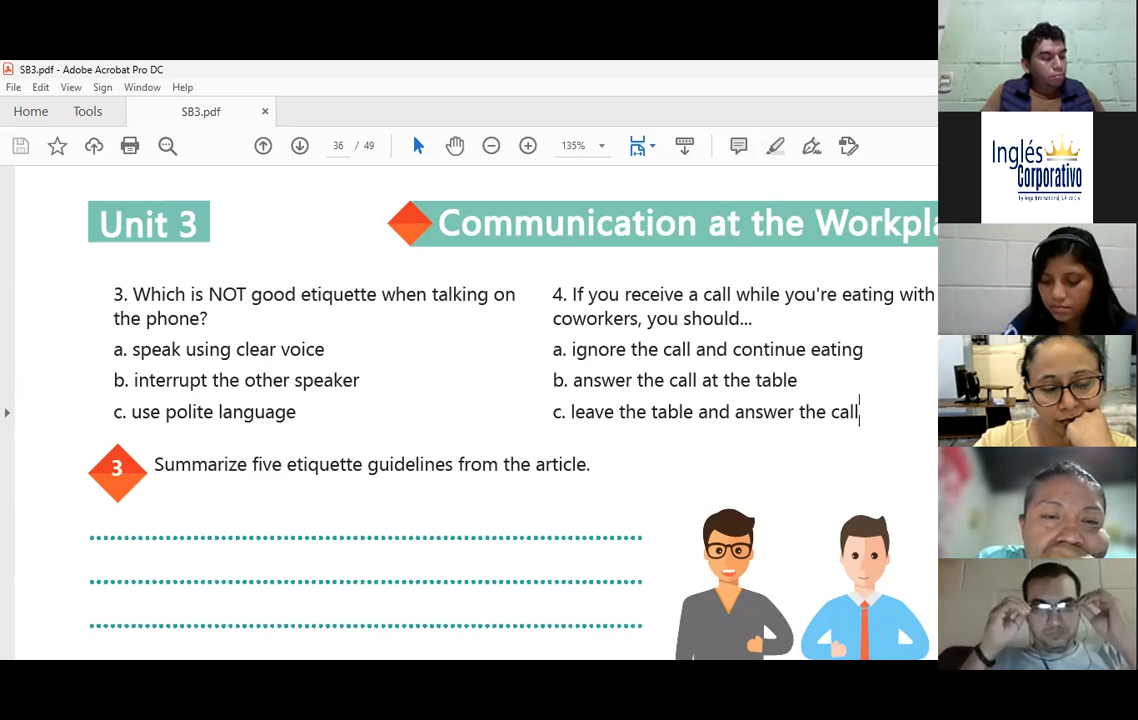 SB3.pdf - Adobe Acrobat Pro DC
File Edit View Sign Window Help
Home Tools SB3.pdf ×
36 / 49 135%
Unit 3
Communication at the Workpla
3. Which is NOT good etiquette when talking on
the phone?
a. speak using clear voice
b. interrupt the other speaker
c. use polite language
4. If you receive a call while you're eating with
coworkers, you should...
a. ignore the call and continue eating
b. answer the call at the table
c. leave the table and answer the call
3 Summarize five etiquette guidelines from the article.
Inglés
Corporativo